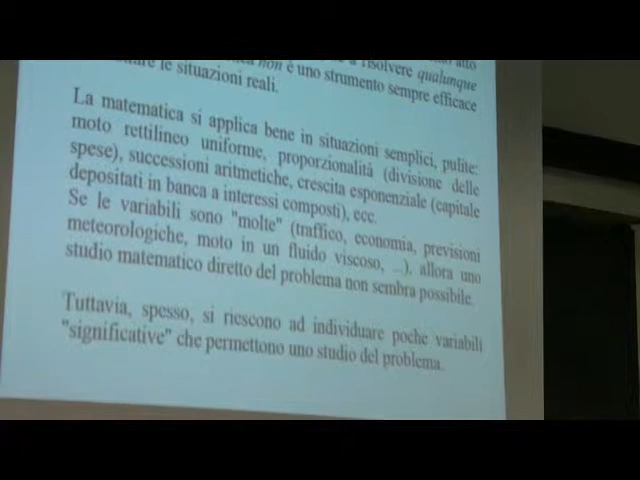 atto
a risolvere qualunque
non è uno strumento sempre efficace
le situazioni reali.
La matematica si applica bene in situazioni semplici, pulite:
moto rettilineo uniforme, proporzionalità (divisione delle
spese), successioni aritmetiche, crescita esponenziale (capitale
depositati in banca a interessi composti), ecc.
Se le variabili sono "molte" (traffico, economia, previsioni
meteorologiche, moto in un fluido viscoso, ...), allora uno
studio matematico diretto del problema non sembra possibile.
Tuttavia, spesso, si riescono ad individuare poche variabili
"significative" che permettono uno studio del problema.